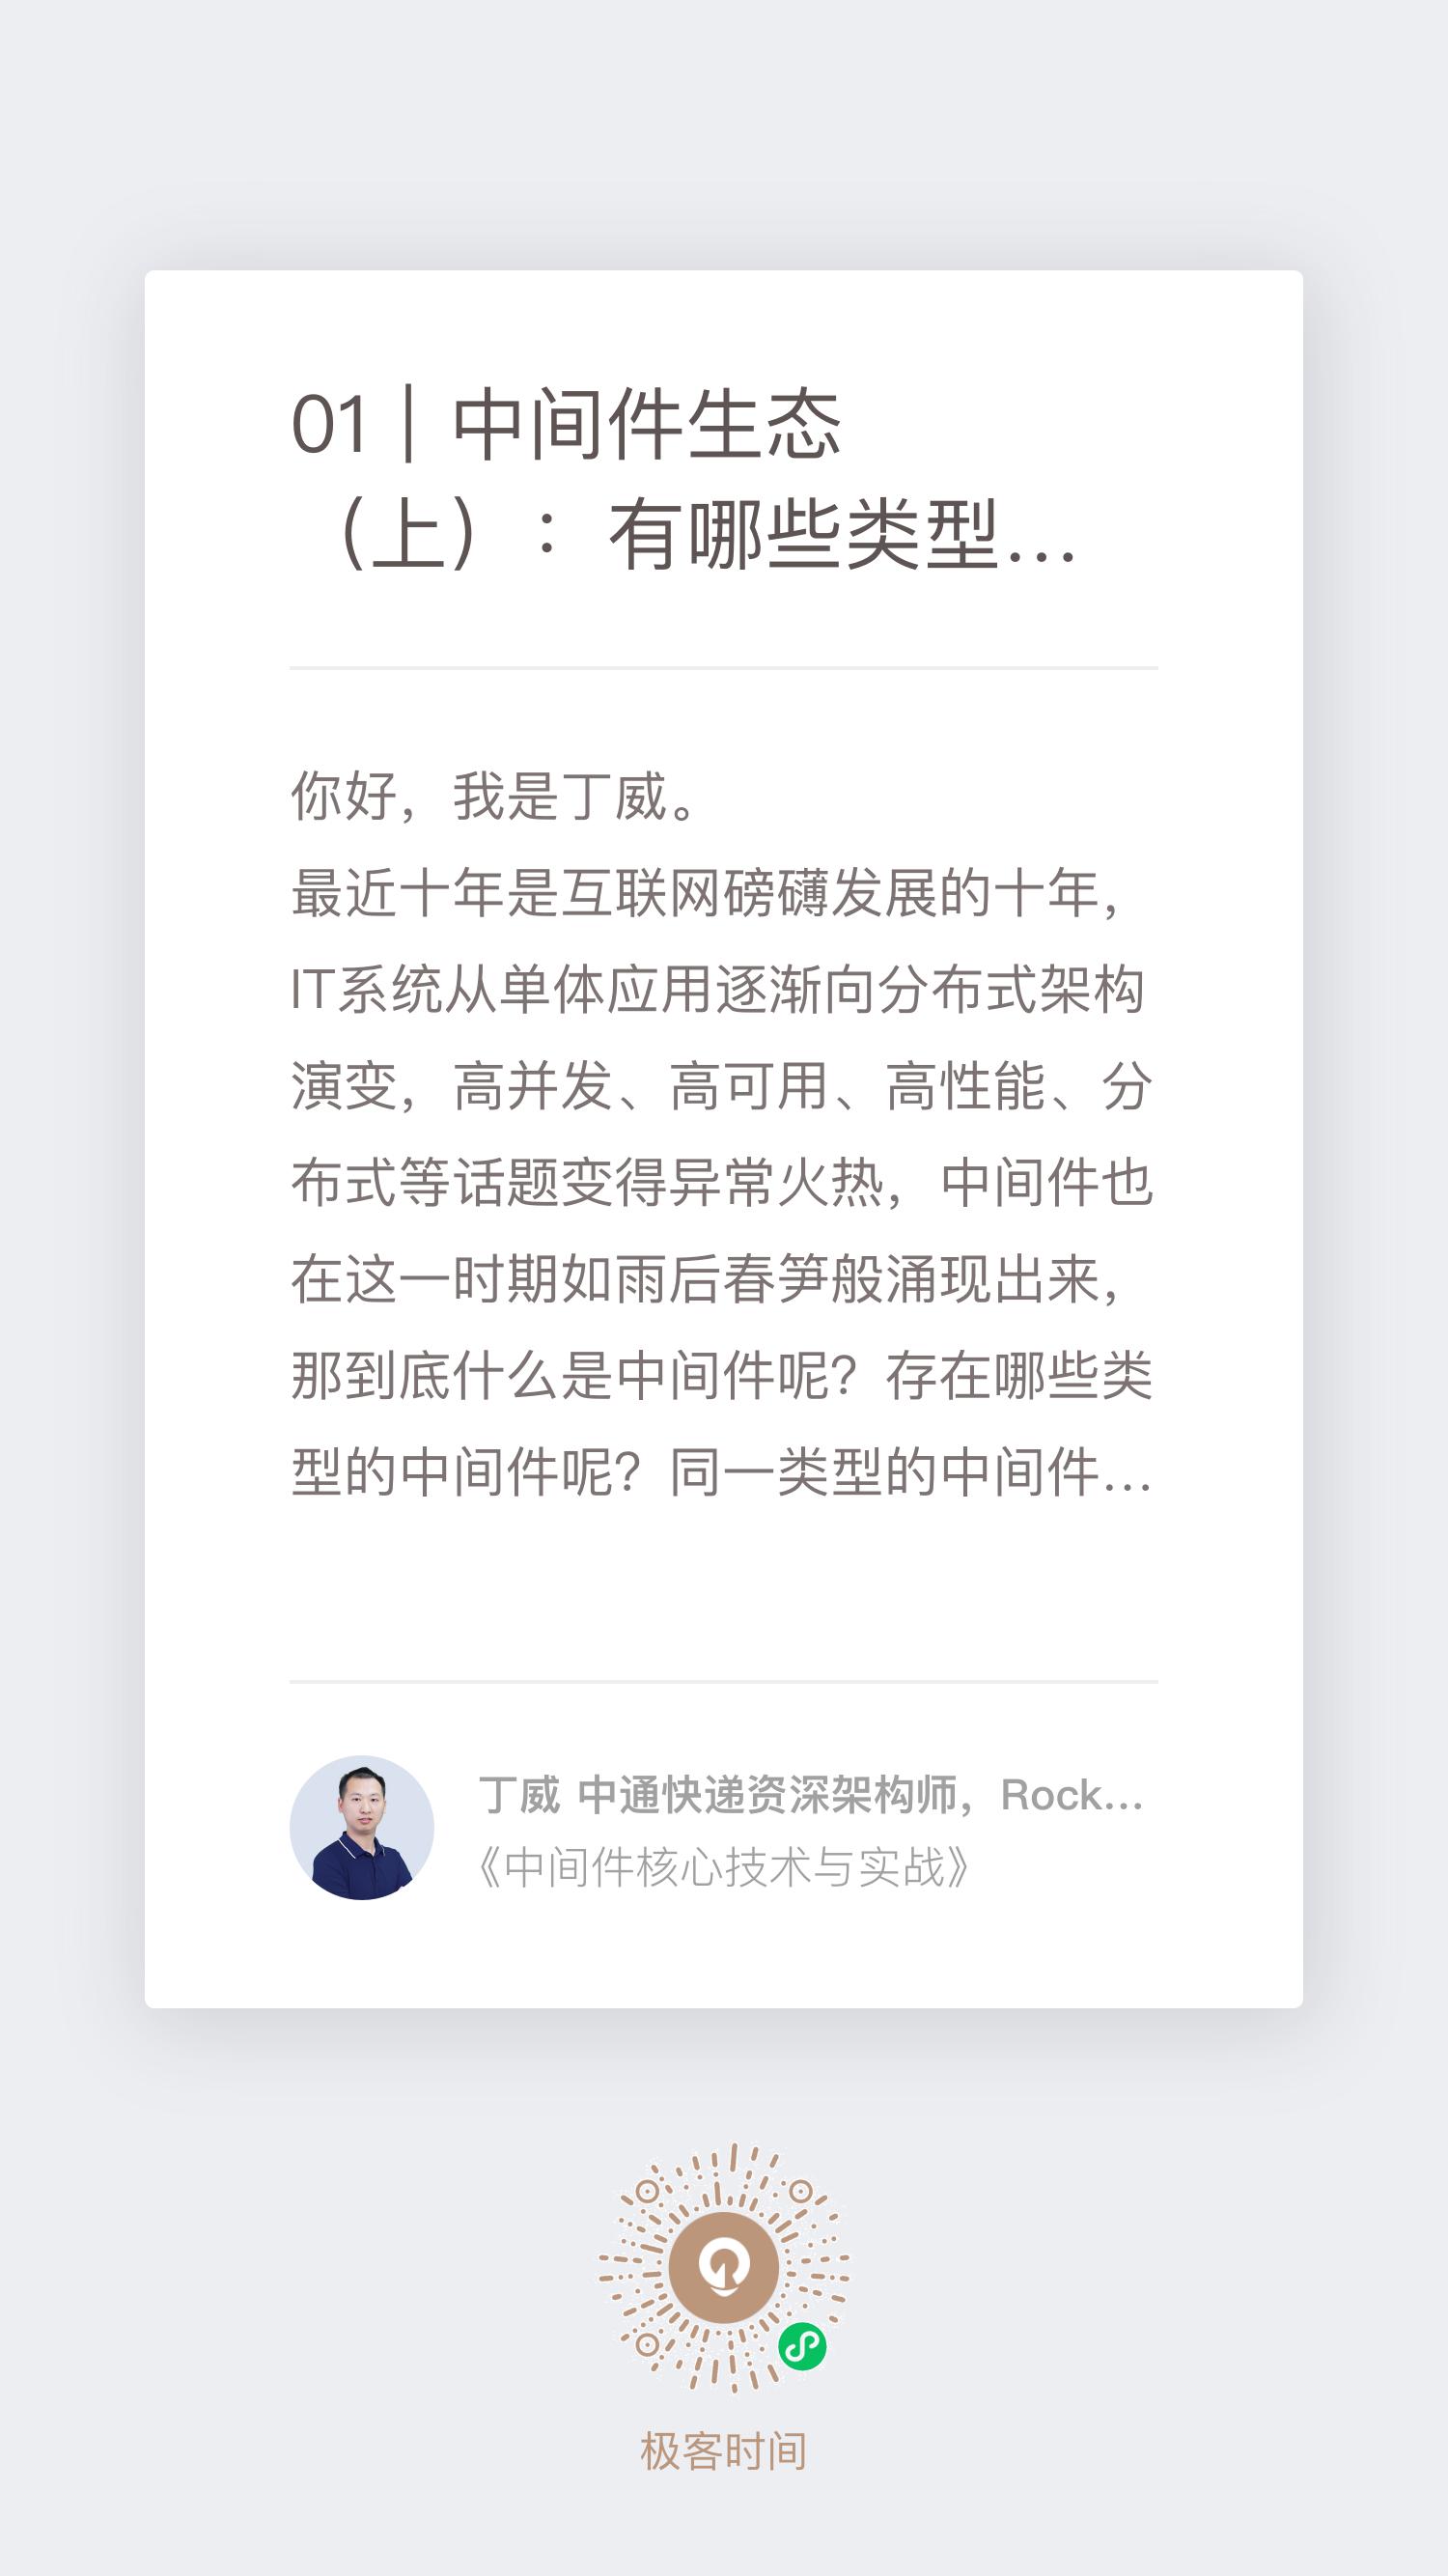 01 | 中间件生态
（上）：有哪些类型...
你好，我是丁威。
最近十年是互联网磅礴发展的十年，
IT系统从单体应用逐渐向分布式架构
演变，高并发、高可用、高性能、分
布式等话题变得异常火热，中间件也
在这一时期如雨后春笋般涌现出来，
那到底什么是中间件呢？存在哪些类
型的中间件呢？同一类型的中间件...
丁威 中通快递资深架构师，Rock...
《中间件核心技术与实战》
极客时间